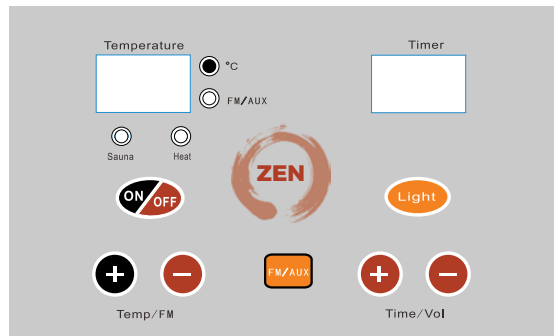 Temperature
Timer
°C
FM/AUX
Sauna
Heat
ZEN
ON/OFF
Light
+
−
FM/AUX
+
−
Temp/FM
Time/Vol